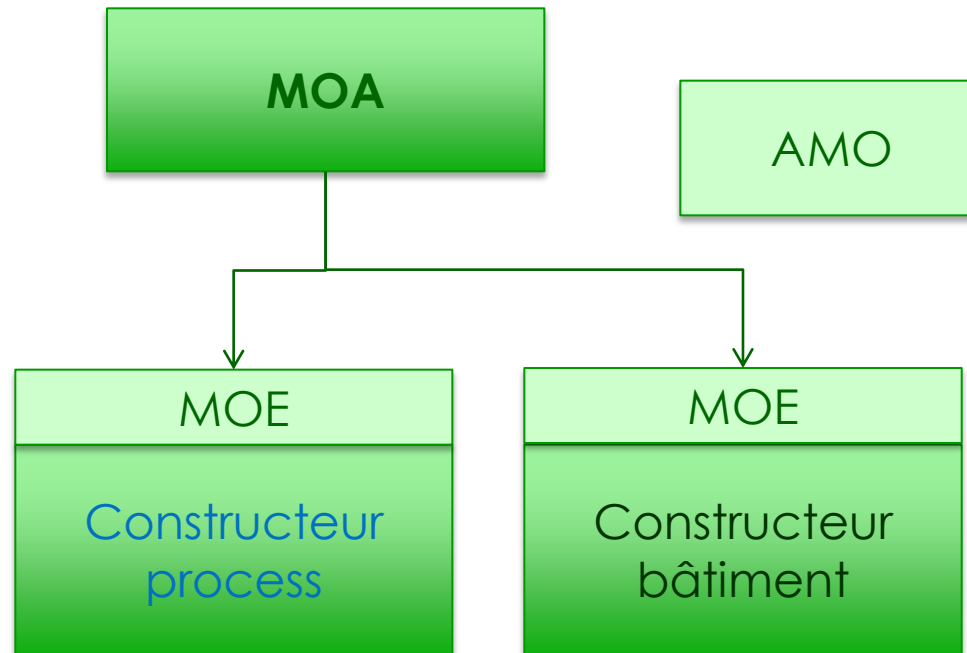 MOA
AMO
MOE
Constructeur
process
MOE
Constructeur
bâtiment